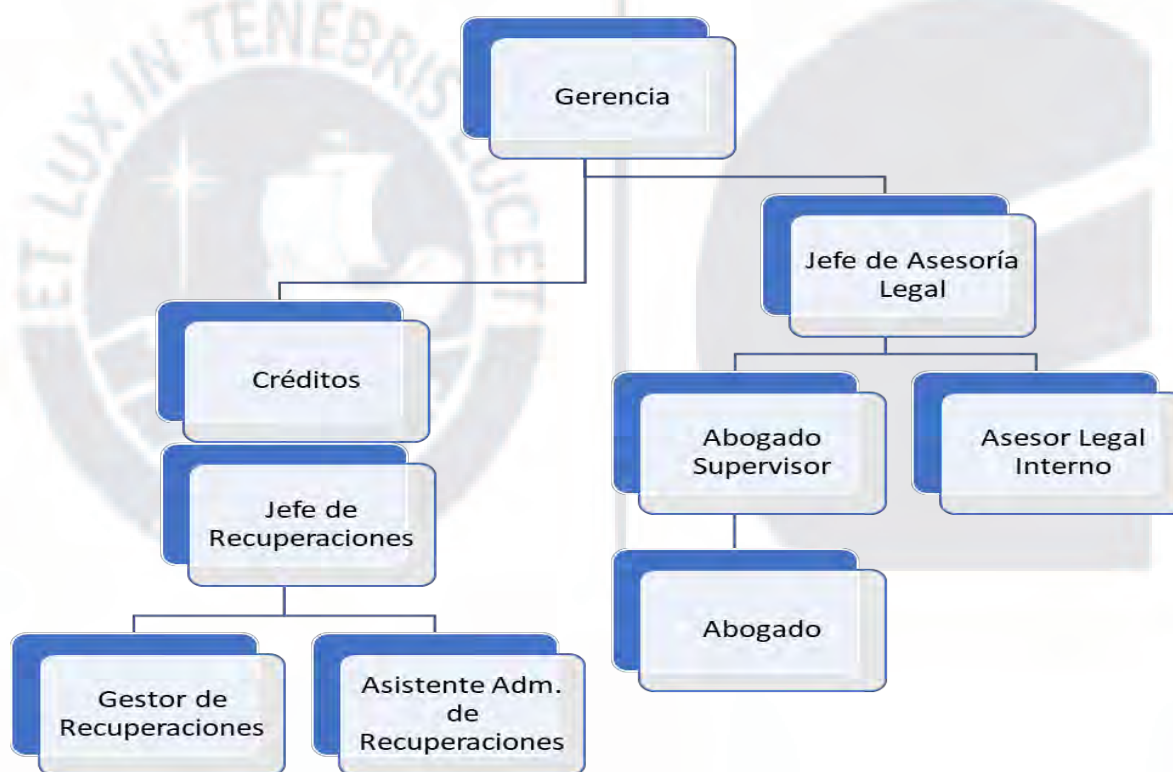 ET LUX IN TENEBRIS LUCET
Gerencia
Jefe de Asesoría
Legal
Créditos
Abogado
Supervisor
Asesor Legal
Interno
Jefe de
Recuperaciones
Abogado
Gestor de
Recuperaciones
Asistente Adm.
de
Recuperaciones